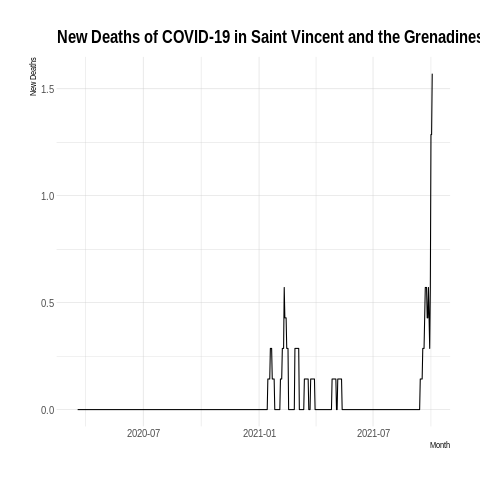 New Deaths of COVID-19 in Saint Vincent and the Grenadines
New Deaths
1.5
1.0
0.5
0.0
2020-07
2021-01
2021-07
Month